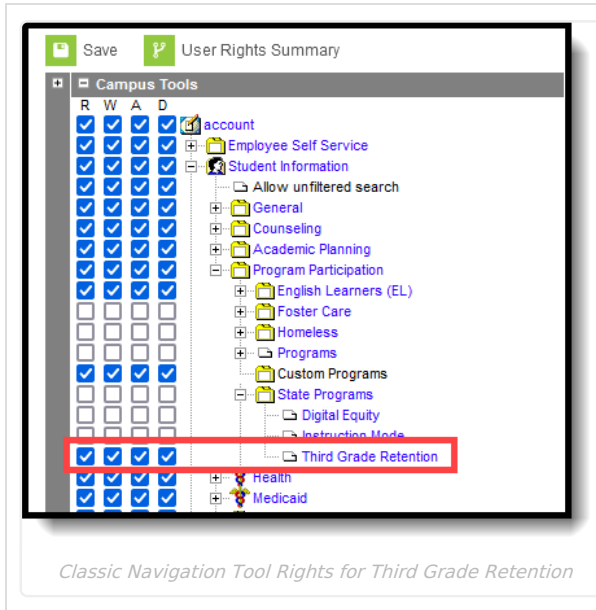 Save User Rights Summary
Campus Tools
R W A D
account
Employee Self Service
Student Information
Allow unfiltered search
General
Counseling
Academic Planning
Program Participation
English Learners (EL)
Foster Care
Homeless
Programs
Custom Programs
State Programs
Digital Equity
Instruction Mode
Third Grade Retention
Health
Medicaid
Classic Navigation Tool Rights for Third Grade Retention